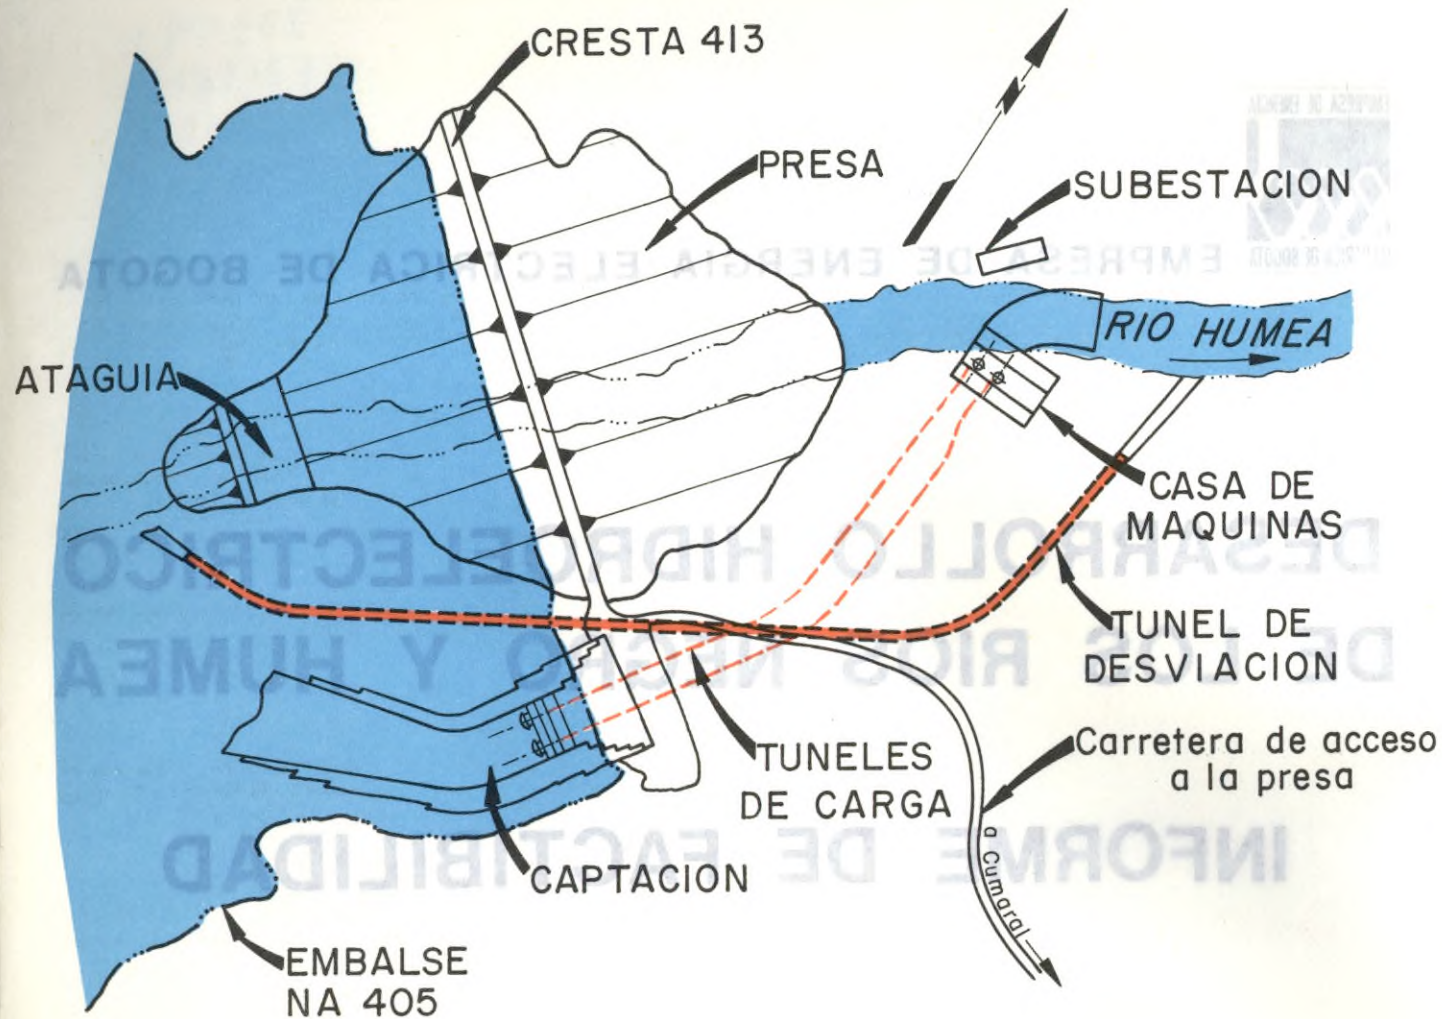 CRESTA 413
PRESA
SUBESTACION
EMPRESA DE ENERGIA ELECTRICA DE BOGOTA
RIO HUMEA
ATAGUIA
CASA DE
MAQUINAS
DESARROLLO HIDROELECTRICO
TUNEL DE
DESVIACION
DE LOS RIOS NEGRO Y HUMEA
TUNELES
DE CARGA
Carretera de acceso
a la presa
a Cumaral
CAPTACION
INFORME DE FACTIBILIDAD
EMBALSE
NA 405